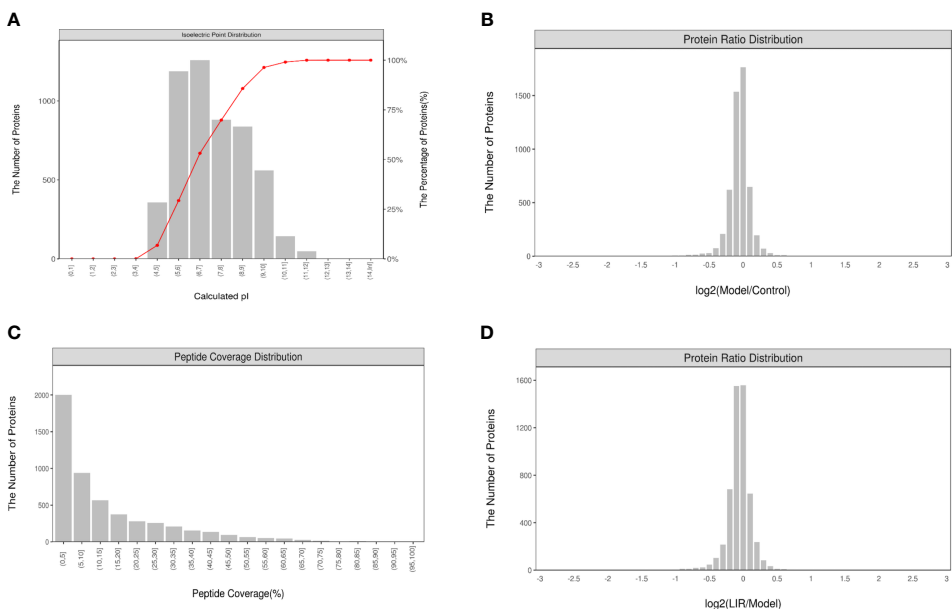 A
Isoelectric Point Distribution
The Number of Proteins
1000
500
0
100%
75%
50%
25%
0%
The Percentage of Proteins(%)
(0,1]
(1,2]
(2,3]
(3,4]
(4,5]
(5,6]
(6,7]
(7,8]
(8,9]
(9,10]
(10,11]
(11,12]
(12,13]
(13,14]
(14,Inf]
Calculated pI
B
Protein Ratio Distribution
The Number of Proteins
1500
1000
500
0
-3 -2.5 -2 -1.5 -1 -0.5 0 0.5 1 1.5 2 2.5 3
log2(Model/Control)
C
Peptide Coverage Distribution
The Number of Proteins
2000
1500
1000
500
0
(0,5]
(5,10]
(10,15]
(15,20]
(20,25]
(25,30]
(30,35]
(35,40]
(40,45]
(45,50]
(50,55]
(55,60]
(60,65]
(65,70]
(70,75]
(75,80]
(80,85]
(85,90]
(90,95]
(95,100]
Peptide Coverage(%)
D
Protein Ratio Distribution
The Number of Proteins
1600
1200
800
400
0
-3 -2.5 -2 -1.5 -1 -0.5 0 0.5 1 1.5 2 2.5 3
log2(LIR/Model)